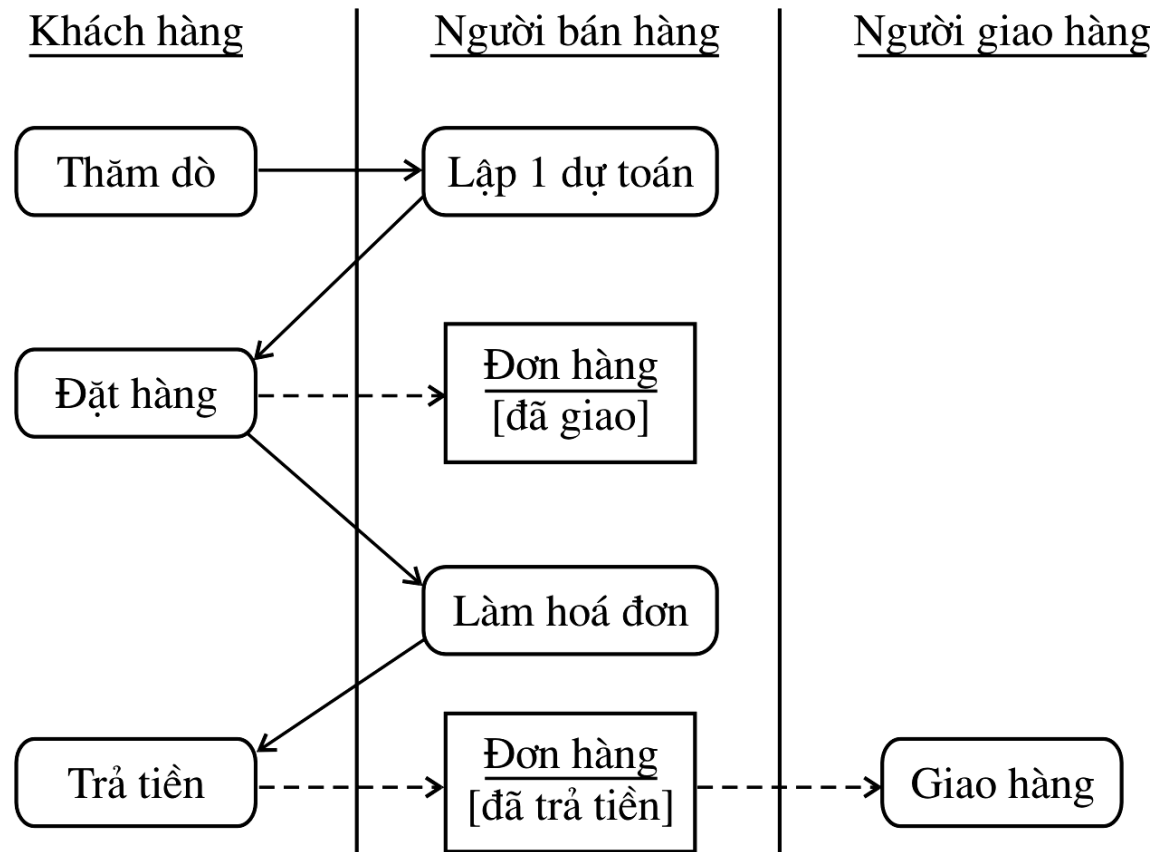 Khách hàng
Người bán hàng
Người giao hàng
Thăm dò
Lập 1 dự toán
Đặt hàng
Đơn hàng
[đã giao]
Làm hoá đơn
Trả tiền
Đơn hàng
[đã trả tiền]
Giao hàng